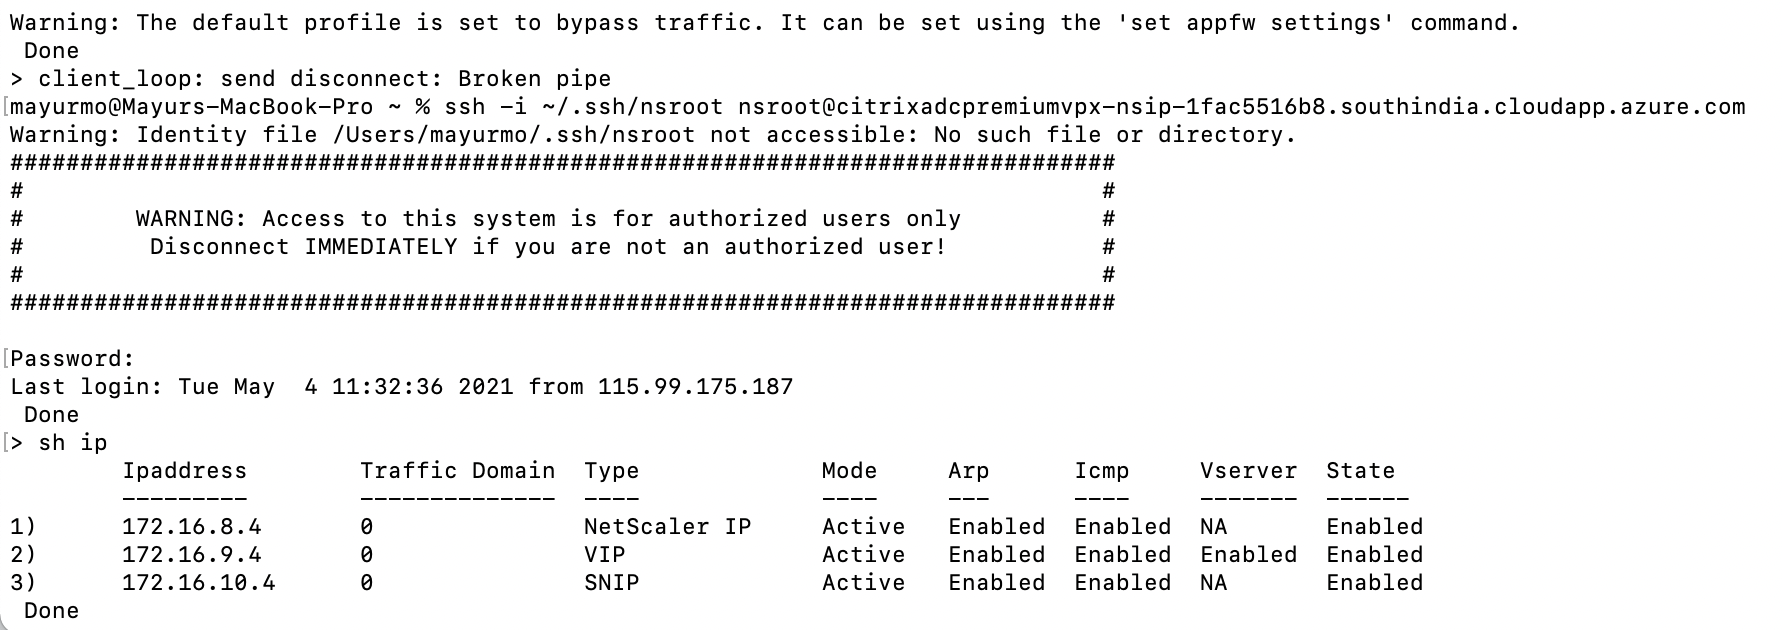 Warning: The default profile is set to bypass traffic. It can be set using the 'set appfw settings' command.
 Done
> client_loop: send disconnect: Broken pipe
[mayurmo@Mayurs-MacBook-Pro ~ % ssh -i ~/.ssh/nsroot nsroot@citrixadcpremiumvpx-nsip-1fac5516b8.southindia.cloudapp.azure.com
Warning: Identity file /Users/mayurmo/.ssh/nsroot not accessible: No such file or directory.
###############################################################################
#                                                                             #
#        WARNING: Access to this system is for authorized users only          #
#         Disconnect IMMEDIATELY if you are not an authorized user!           #
#                                                                             #
###############################################################################

[Password:
Last login: Tue May  4 11:32:36 2021 from 115.99.175.187
 Done
[> sh ip
        Ipaddress        Traffic Domain  Type             Mode     Arp      Icmp     Vserver  State
        ---------        --------------  ----             ----     ---      ----     -------  ------
1)      172.16.8.4       0               NetScaler IP     Active   Enabled  Enabled  NA       Enabled
2)      172.16.9.4       0               VIP              Active   Enabled  Enabled  Enabled  Enabled
3)      172.16.10.4      0               SNIP             Active   Enabled  Enabled  NA       Enabled
 Done